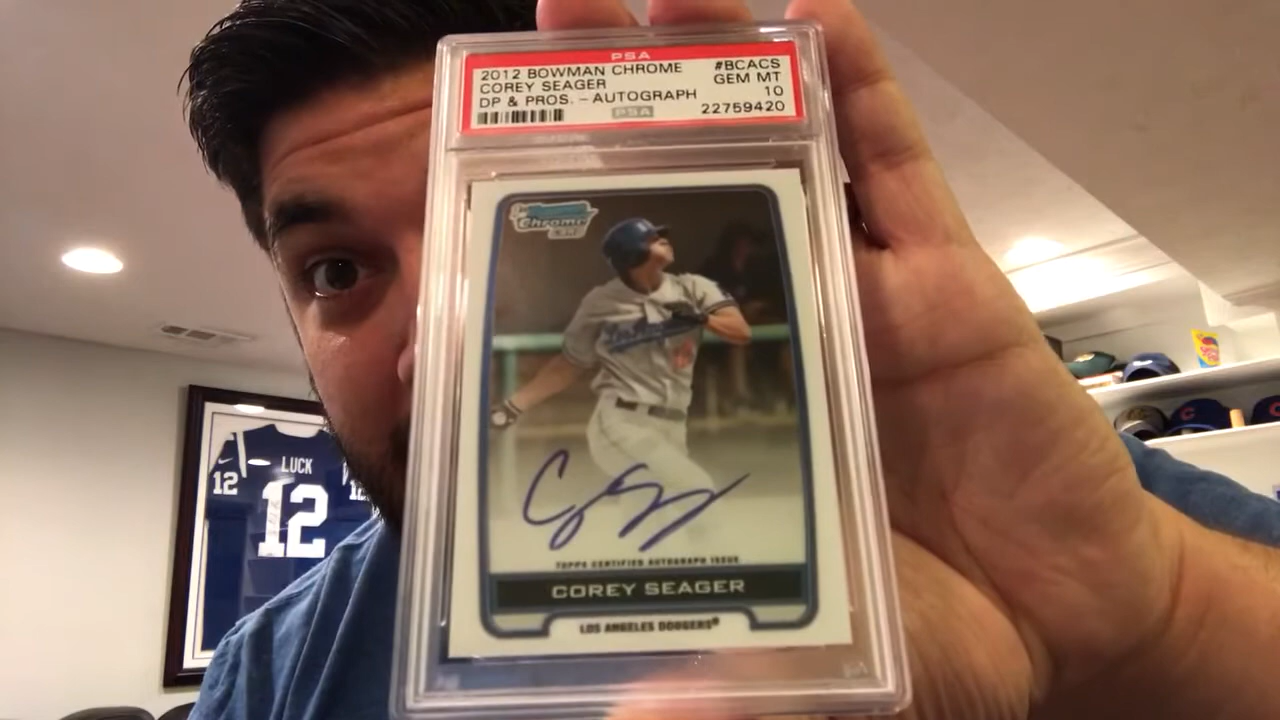 PSA
2012 BOWMAN CHROME #BCACS
COREY SEAGER GEM MT
DP & PROS. - AUTOGRAPH 10
PSA 22759420
Chrome
TOPPS CERTIFIED AUTOGRAPH ISSUE
COREY SEAGER
LOS ANGELES DODGERS®
LUCK
12
12
12